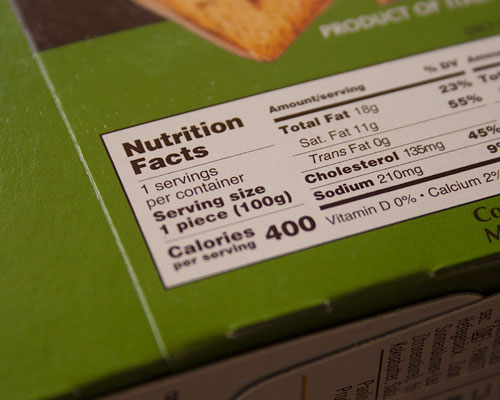 PRODUCT OF
Nutrition
Facts
1 servings
per container
Serving size
1 piece (100g)
Calories 400
per serving
Amount/serving % DV
Total Fat 18g 23%
Sat. Fat 11g 55%
Trans Fat 0g
Cholesterol 135mg 45%
Sodium 210mg
Vitamin D 0% • Calcium 2%